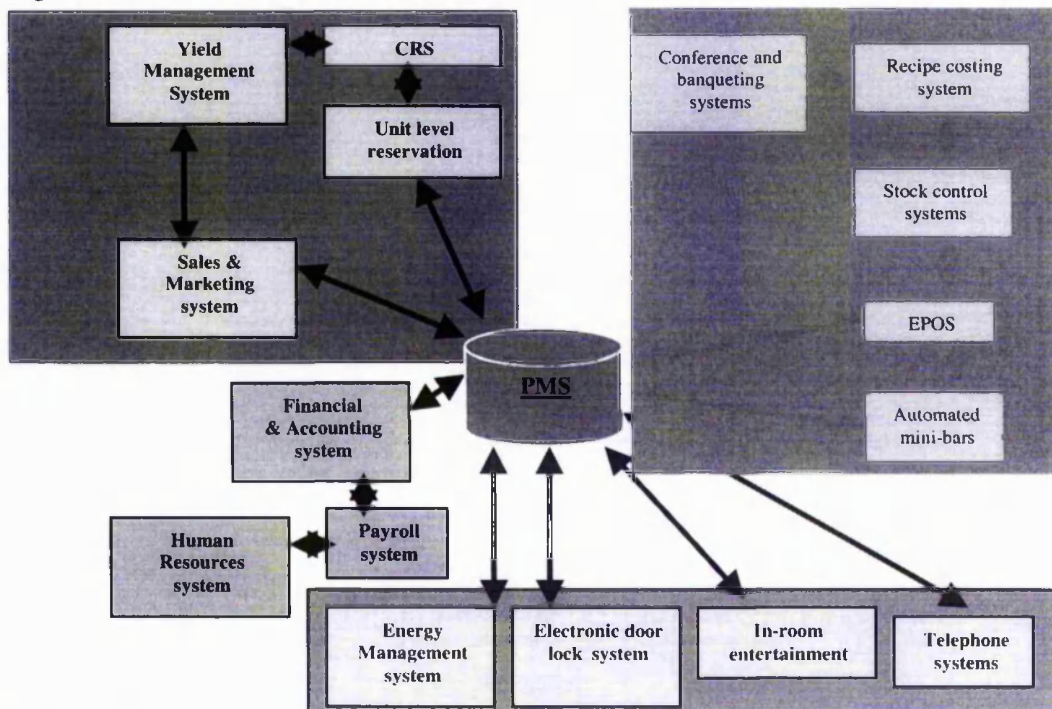 Yield
Management
System
CRS
Unit level
reservation
Sales &
Marketing
system
Conference and
banqueting
systems
Recipe costing
system
Stock control
systems
EPOS
Automated
mini-bars
PMS
Financial
& Accounting
system
Payroll
system
Human
Resources
system
Energy
Management
system
Electronic door
lock system
In-room
entertainment
Telephone
systems